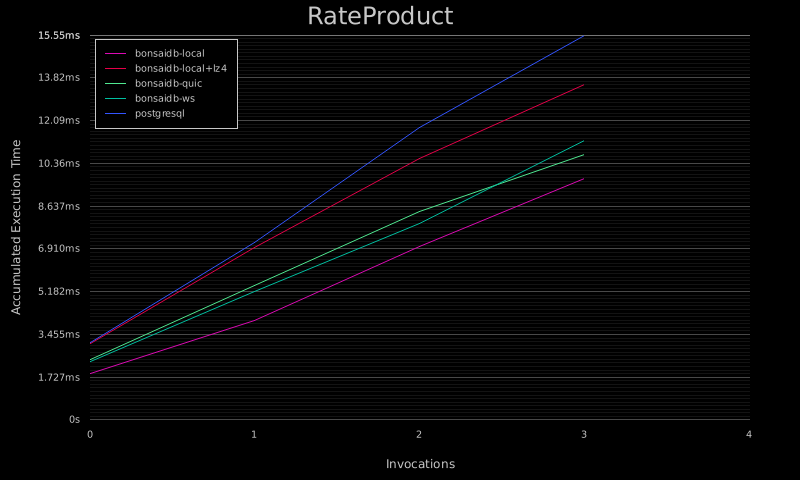 RateProduct
15.55ms
13.82ms
12.09ms
10.36ms
8.637ms
6.910ms
5.182ms
3.455ms
1.727ms
0s
Accumulated Execution Time
bonsaidb-local
bonsaidb-local+lz4
bonsaidb-quic
bonsaidb-ws
postgresql
0 1 2 3 4
Invocations